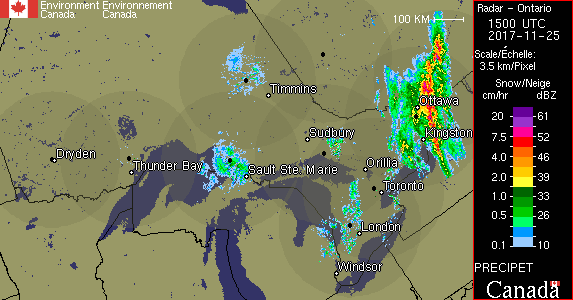 Environment Environnement
Canada Canada
100 KM
Timmins
Ottawa
Sudbury
Kingston
Dryden
Thunder Bay
Sault Ste. Marie
Orillia
Toronto
London
Windsor
Radar - Ontario
1500 UTC
2017-11-25
Scale/Échelle:
3.5 km/Pixel
Snow/Neige
cm/hr dBZ
20 61
10 57
7.5 52
4.0 46
2.0 39
1.0 33
0.5 26
0.1 10
PRECIPET
Canada